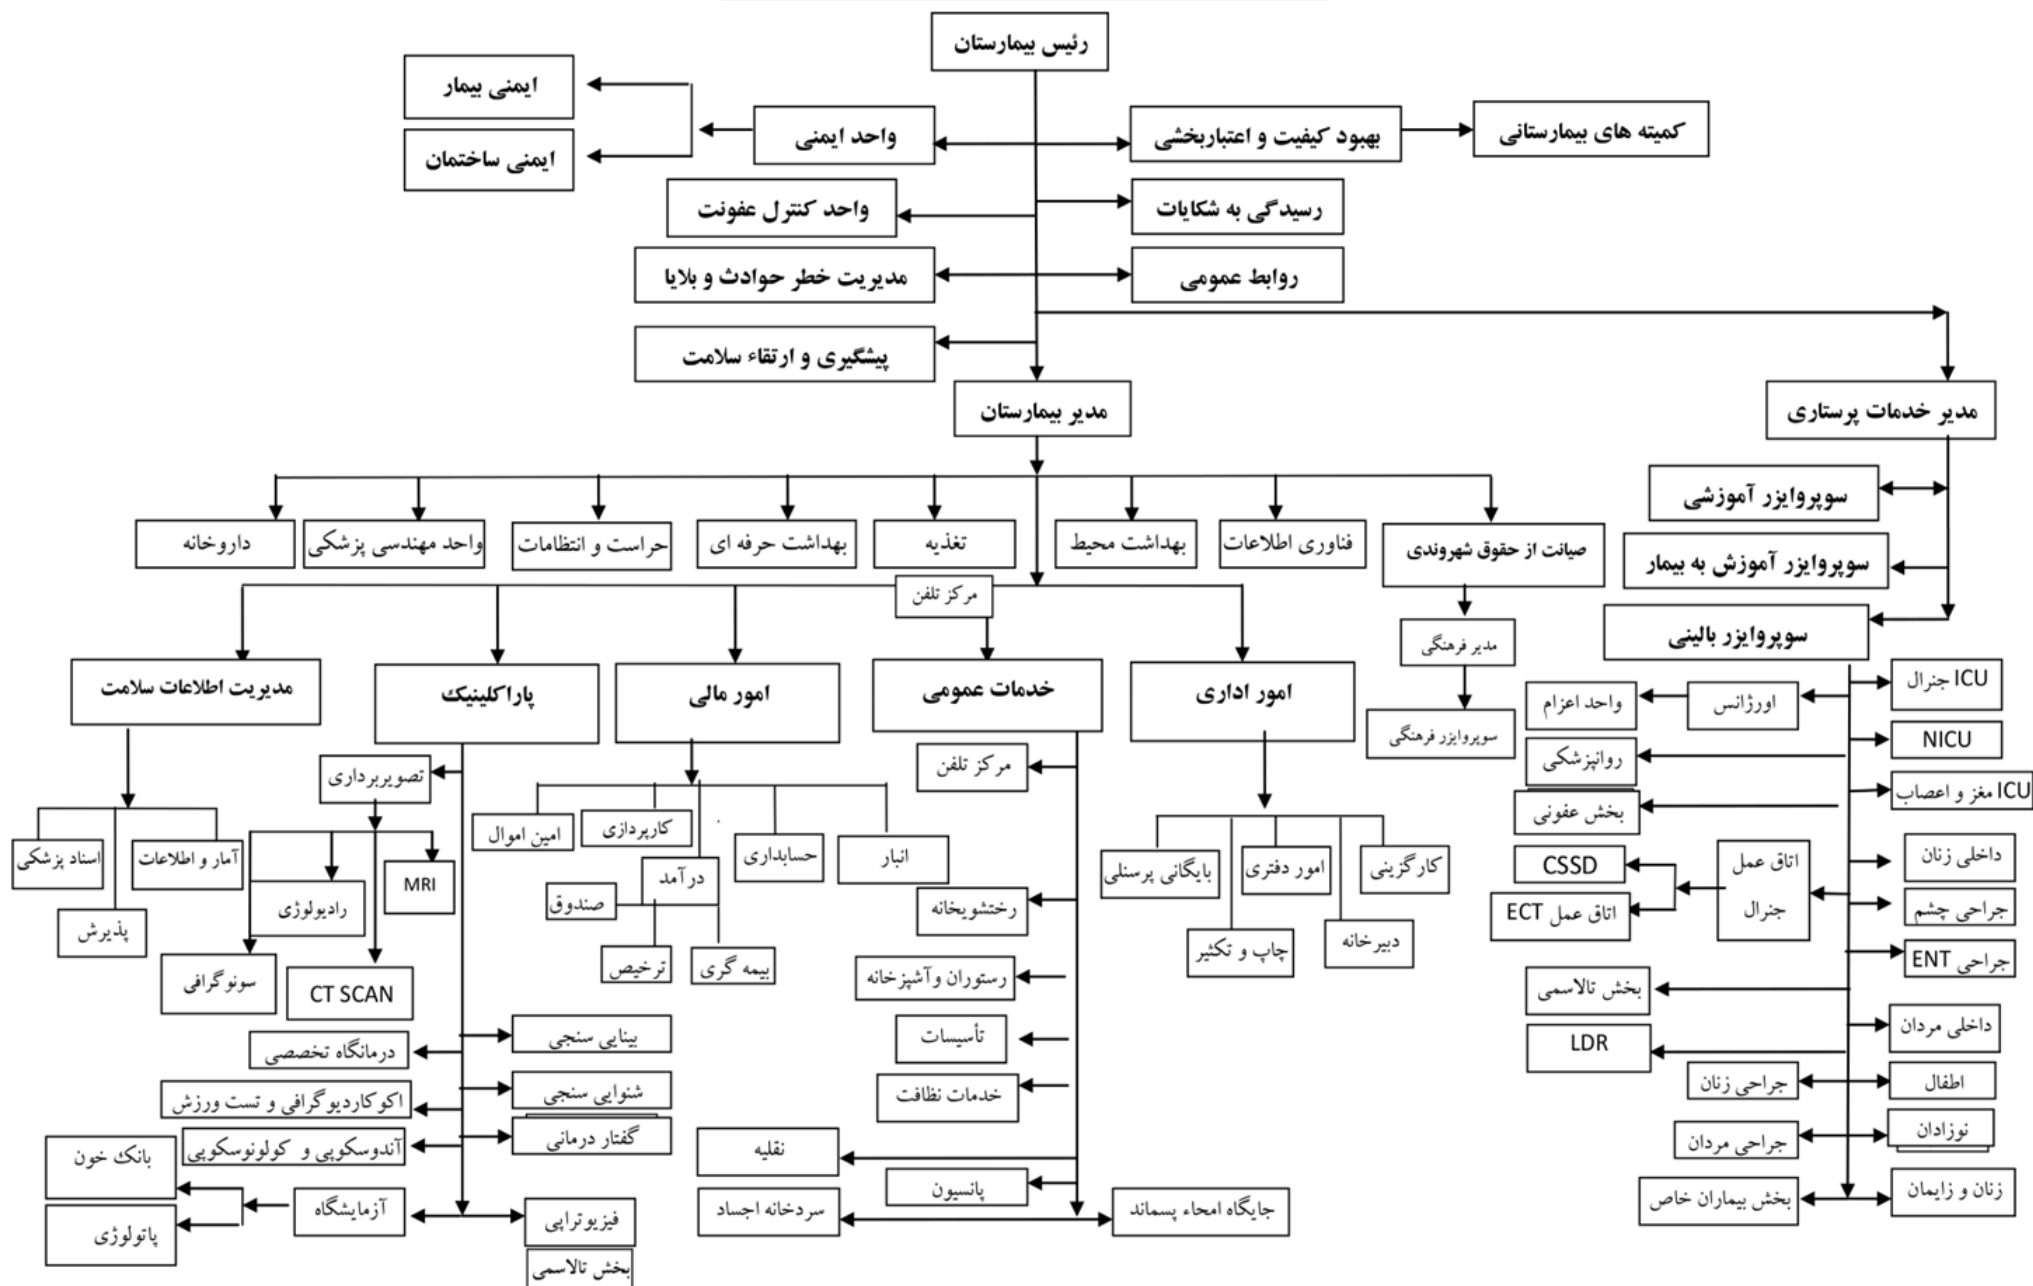 رئیس بیمارستان
ایمنی بیمار
ایمنی ساختمان
واحد ایمنی
بهبود کیفیت و اعتباربخشی
کمیته های بیمارستانی
واحد کنترل عفونت
رسیدگی به شکایات
مدیریت خطر حوادث و بلایا
روابط عمومی
پیشگیری و ارتقاء سلامت
مدیر بیمارستان
مدیر خدمات پرستاری
سوپروایزر آموزشی
سوپروایزر آموزش به بیمار
سوپروایزر بالینی
صیانت از حقوق شهروندی
فناوری اطلاعات
بهداشت محیط
تغذیه
بهداشت حرفه ای
حراست و انتظامات
واحد مهندسی پزشکی
داروخانه
مرکز تلفن
مدیر فرهنگی
سوپروایزر فرهنگی
امور اداری
خدمات عمومی
امور مالی
پاراکلینیک
مدیریت اطلاعات سلامت
ICU جنرال
اورژانس
واحد اعزام
NICU
روانپزشکی
ICU مغز و اعصاب
بخش عفونی
داخلی زنان
اتاق عمل
جنرال
CSSD
اتاق عمل ECT
جراحی چشم
جراحی ENT
بخش تالاسمی
داخلی مردان
LDR
اطفال
جراحی زنان
نوزادان
جراحی مردان
زنان و زایمان
بخش بیماران خاص
کارگزینی
امور دفتری
بایگانی پرسنلی
دبیرخانه
چاپ و تکثیر
مرکز تلفن
رختشویخانه
رستوران وآشپزخانه
تأسیسات
خدمات نظافت
نقلیه
پانسیون
سردخانه اجساد
جایگاه امحاء پسماند
انبار
حسابداری
کارپردازی
امین اموال
درآمد
صندوق
ترخیص
بیمه گری
تصویربرداری
MRI
رادیولوژی
سونوگرافی
CT SCAN
بینایی سنجی
درمانگاه تخصصی
شنوایی سنجی
اکوکاردیوگرافی و تست ورزش
گفتار درمانی
آندوسکوپی و کولونوسکوپی
آزمایشگاه
بانک خون
پاتولوژی
فیزیوتراپی
بخش تالاسمی
آمار و اطلاعات
اسناد پزشکی
پذیرش